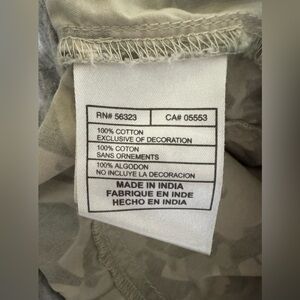 RN# 56323 CA# 05553
100% COTTON
EXCLUSIVE OF DECORATION
100% COTON
SANS ORNEMENTS
100% ALGODON
NO INCLUYE LA DECORACION
MADE IN INDIA
FABRIQUE EN INDE
HECHO EN INDIA